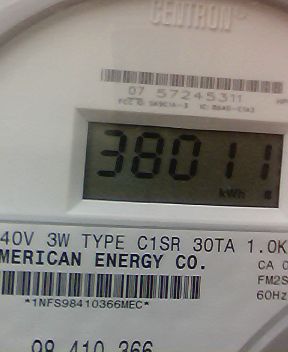 CENTRON
07 57245311
38011
kWh
40V 3W TYPE C1SR 30TA 1.0K
MERICAN ENERGY CO.
CA 0
FM2S
60Hz
*1NFS98410366MEC*
98 410 366